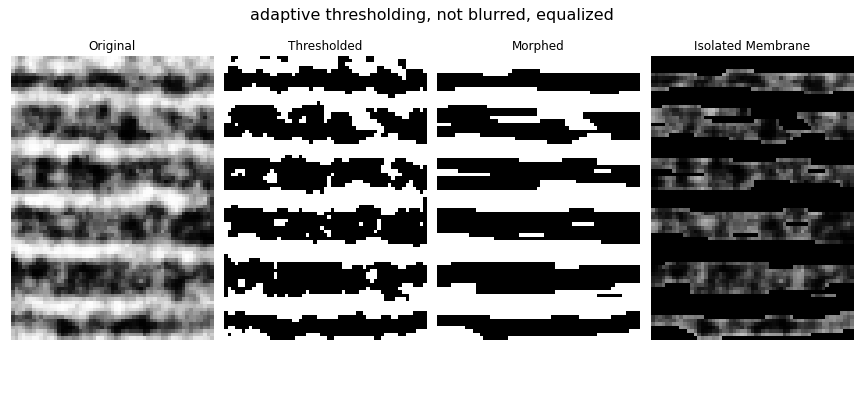 adaptive thresholding, not blurred, equalized
Original
Thresholded
Morphed
Isolated Membrane